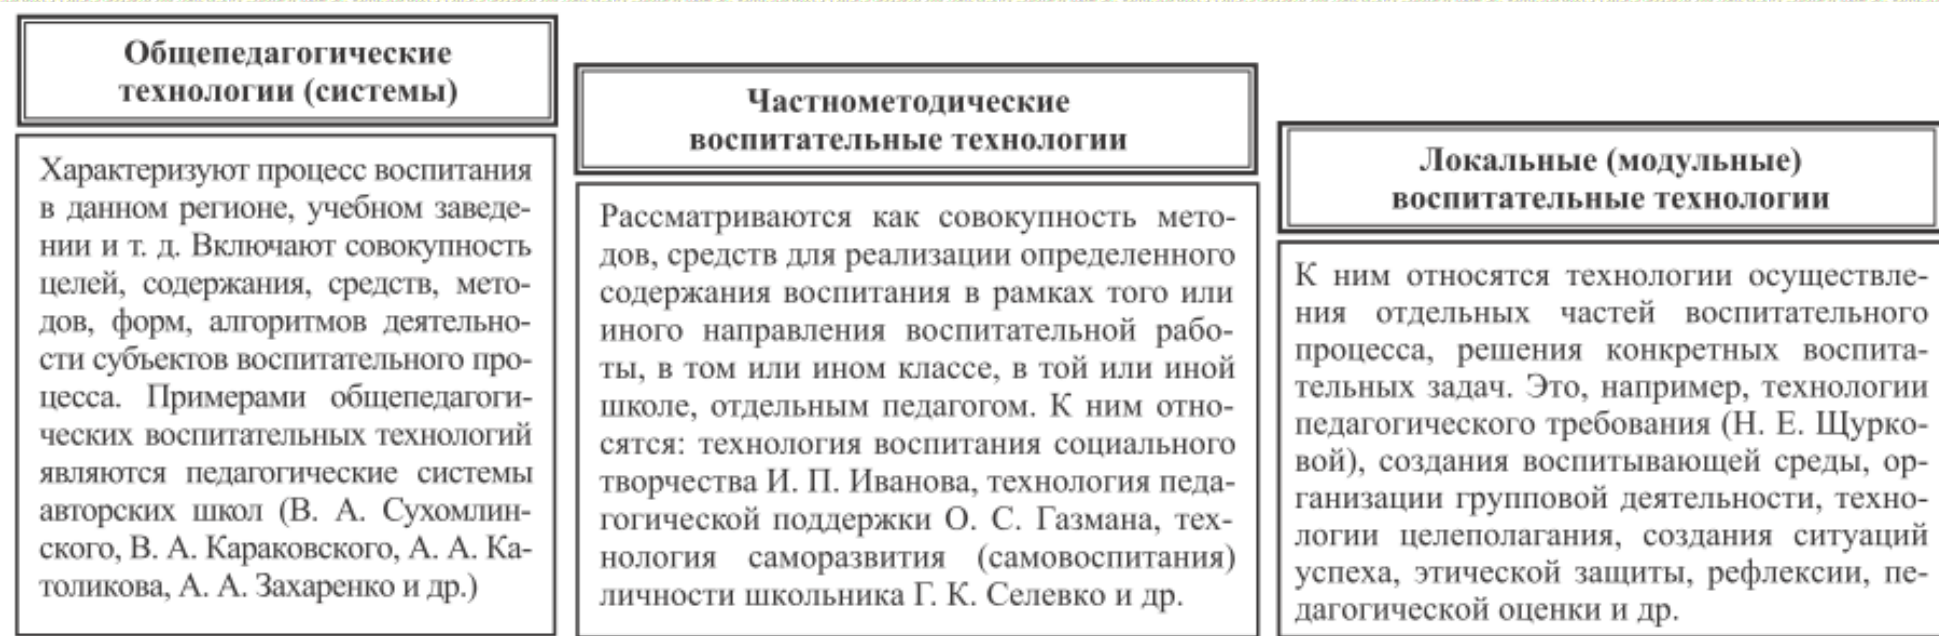 Общепедагогические
технологии (системы)
Характеризуют процесс воспитания
в данном регионе, учебном заведе-
нии и т. д. Включают совокупность
целей, содержания, средств, мето-
дов, форм, алгоритмов деятельно-
сти субъектов воспитательного про-
цесса. Примерами общепедагоги-
ческих воспитательных технологий
являются педагогические системы
авторских школ (В. А. Сухомлин-
ского, В. А. Караковского, А. А. Ка-
толикова, А. А. Захаренко и др.)
Частнометодические
воспитательные технологии
Рассматриваются как совокупность мето-
дов, средств для реализации определенного
содержания воспитания в рамках того или
иного направления воспитательной рабо-
ты, в том или ином классе, в той или иной
школе, отдельным педагогом. К ним отно-
сятся: технология воспитания социального
творчества И. П. Иванова, технология педа-
гогической поддержки О. С. Газмана, тех-
нология саморазвития (самовоспитания)
личности школьника Г. К. Селевко и др.
Локальные (модульные)
воспитательные технологии
К ним относятся технологии осуществле-
ния отдельных частей воспитательного
процесса, решения конкретных воспита-
тельных задач. Это, например, технологии
педагогического требования (Н. Е. Щурко-
вой), создания воспитывающей среды, ор-
ганизации групповой деятельности, техно-
логии целеполагания, создания ситуаций
успеха, этической защиты, рефлексии, пе-
дагогической оценки и др.